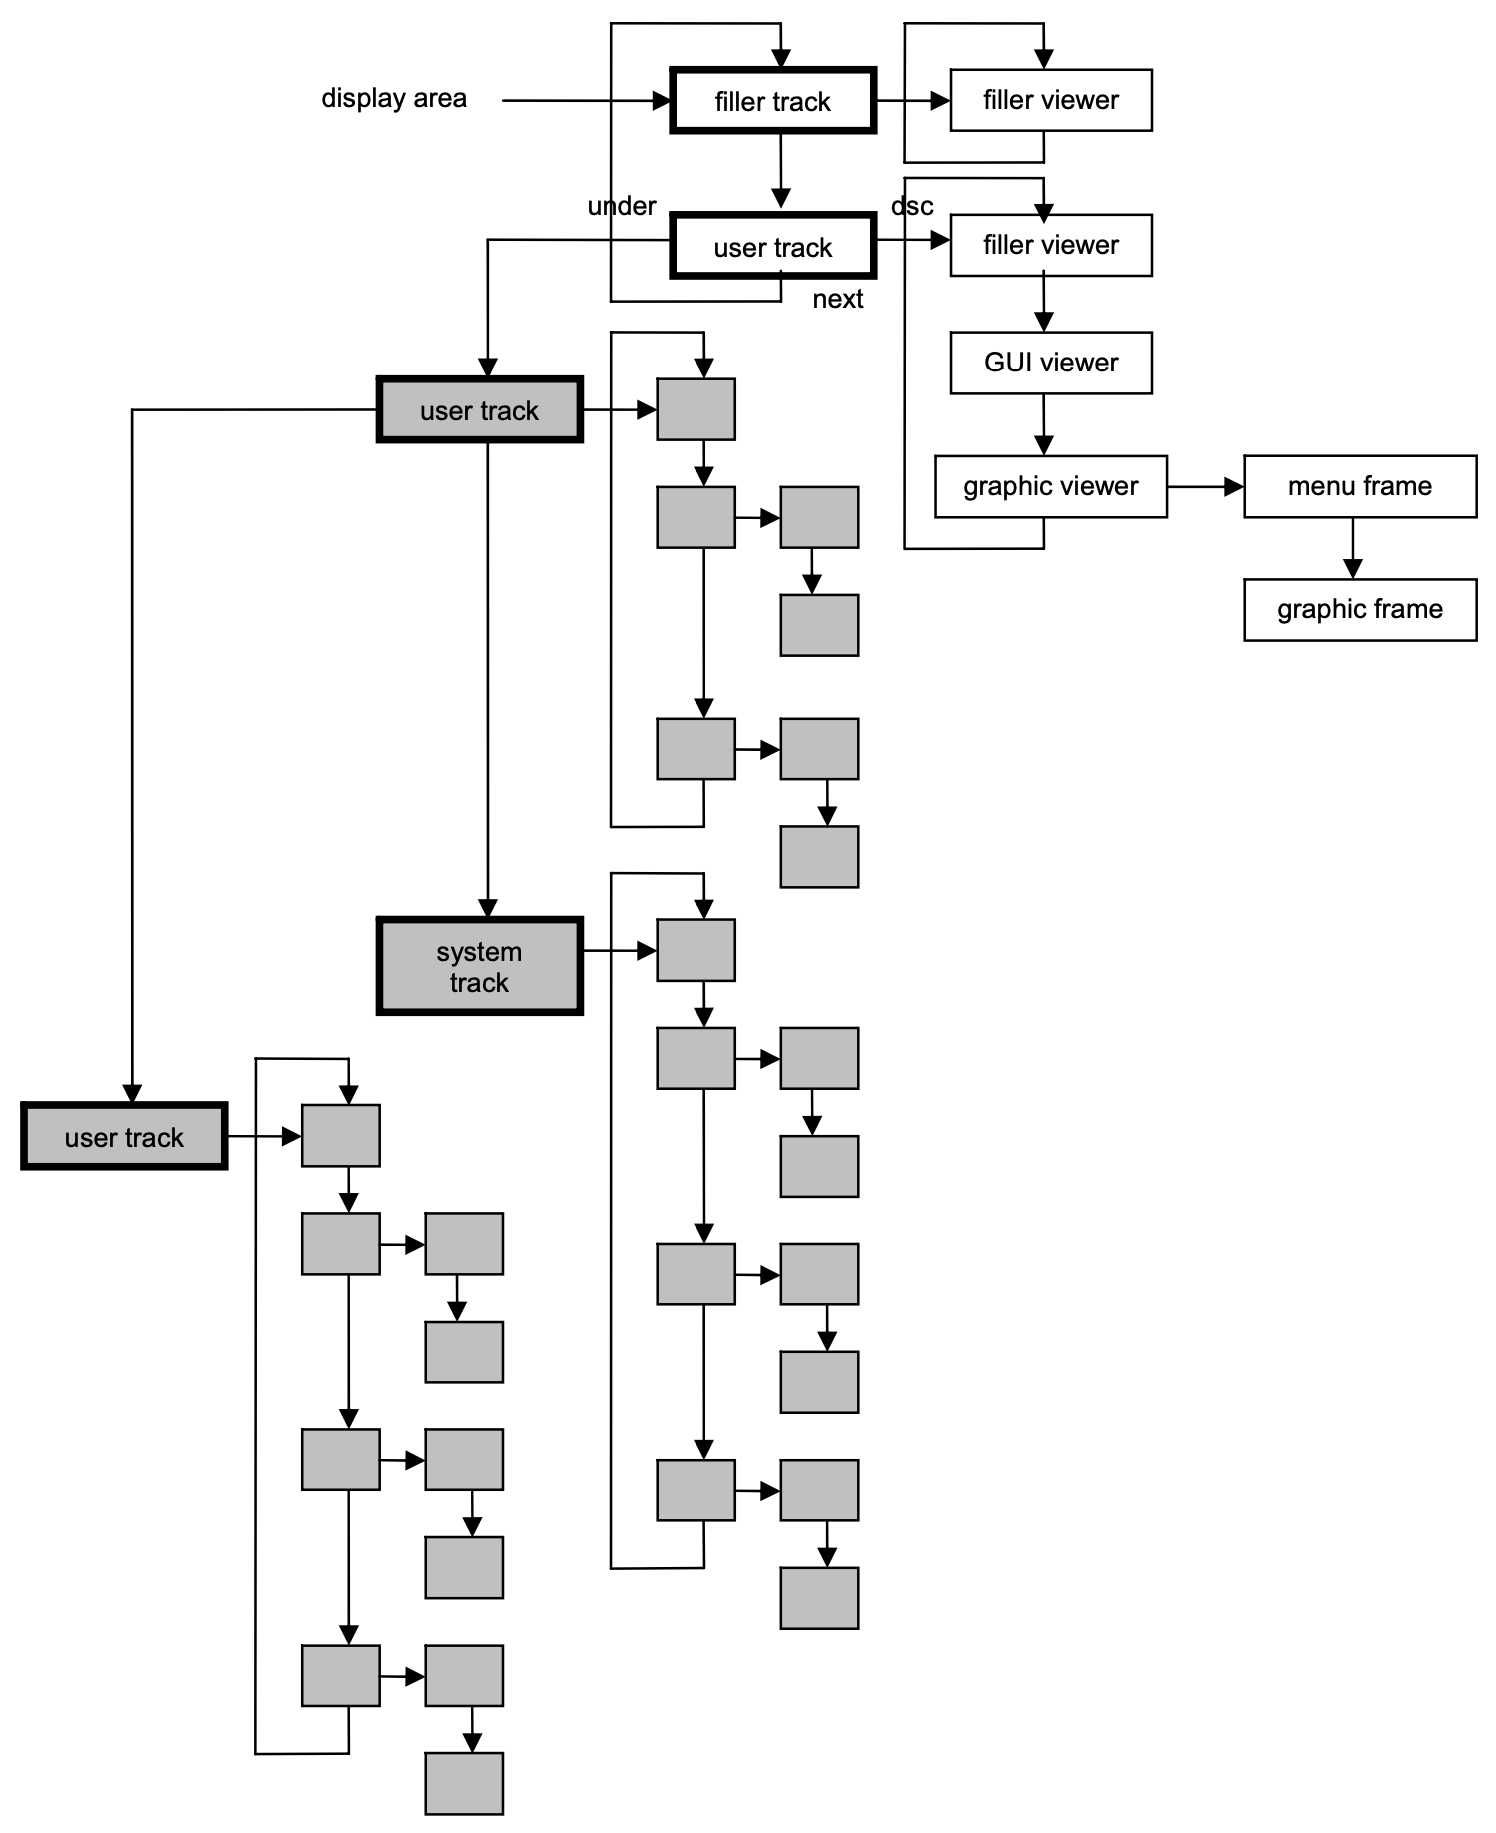 display area
filler track
filler viewer
under
dsc
user track
filler viewer
next
GUI viewer
user track
graphic viewer
menu frame
graphic frame
system
track
user track